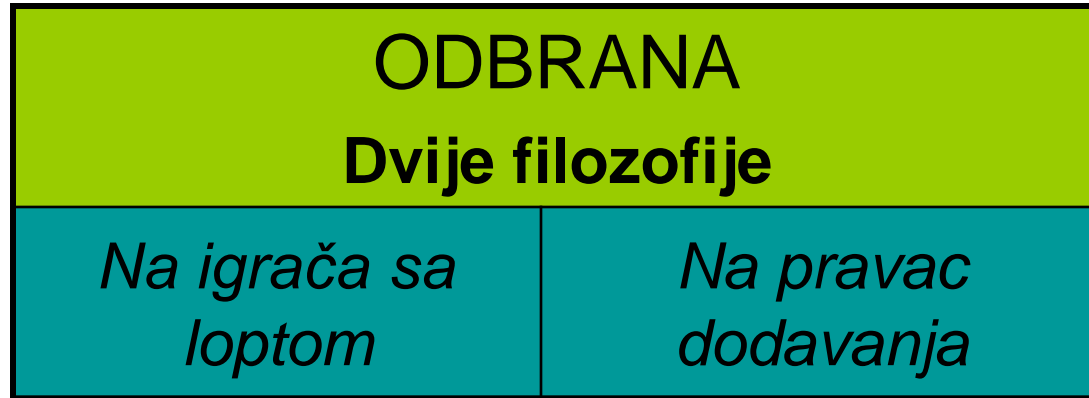 ODBRANA
Dvije filozofije
Na igrača sa
loptom
Na pravac
dodavanja